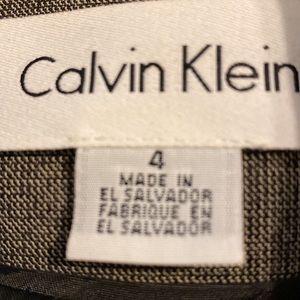 Calvin Klein
4
MADE IN
EL SALVADOR
FABRIQUE EN
EL SALVADOR